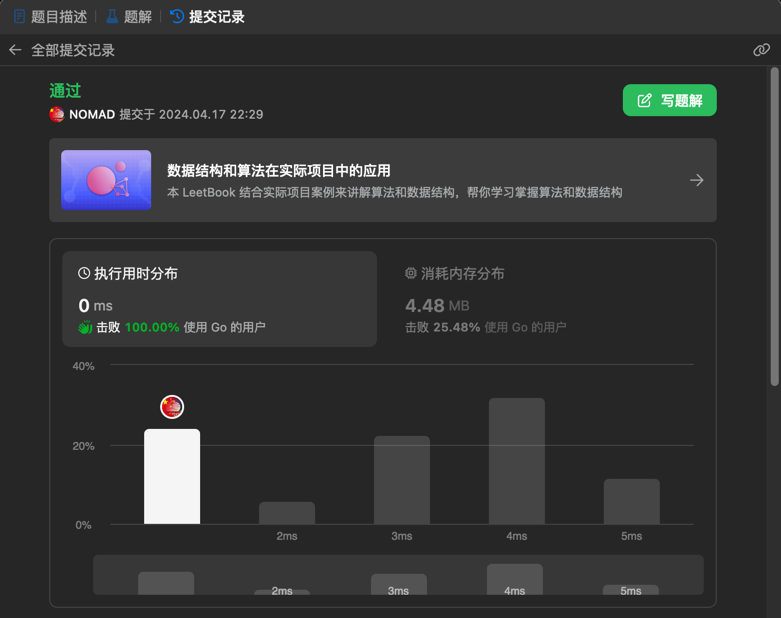 题目描述 | 题解 | 提交记录
全部提交记录
通过
写题解
NOMAD 提交于 2024.04.17 22:29
数据结构和算法在实际项目中的应用
本 LeetBook 结合实际项目案例来讲解算法和数据结构，帮你学习掌握算法和数据结构
执行用时分布
0 ms
击败 100.00% 使用 Go 的用户
消耗内存分布
4.48 MB
击败 25.48% 使用 Go 的用户
40%
20%
0%
2ms 3ms 4ms 5ms
2ms 3ms 4ms 5ms